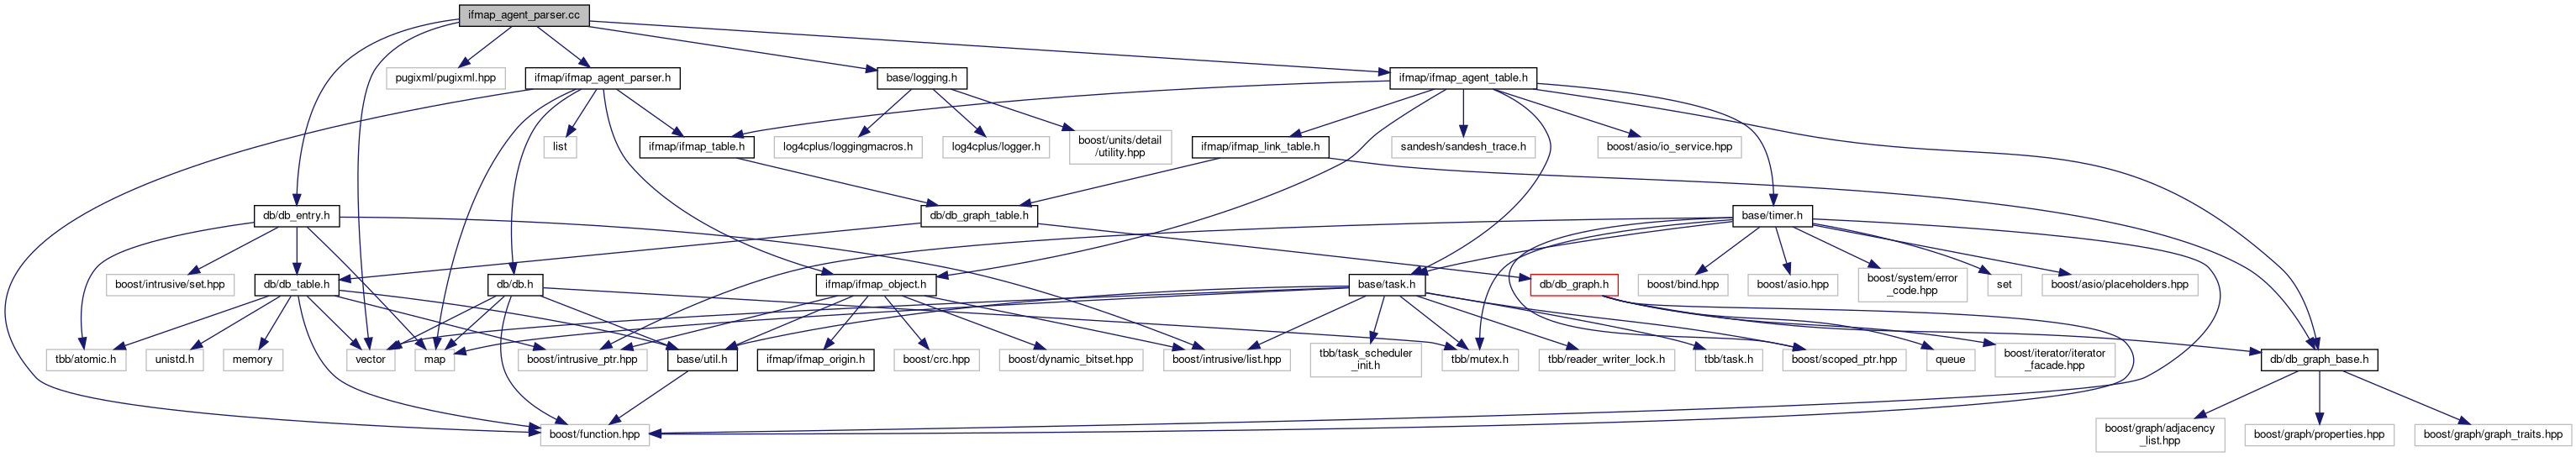 ifmap_agent_parser.cc
pugixml/pugixml.hpp
ifmap/ifmap_agent_parser.h
base/logging.h
ifmap/ifmap_agent_table.h
list
ifmap/ifmap_table.h
log4cplus/loggingmacros.h
log4cplus/logger.h
boost/units/detail
/utility.hpp
ifmap/ifmap_link_table.h
sandesh/sandesh_trace.h
boost/asio/io_service.hpp
db/db_entry.h
db/db_graph_table.h
base/timer.h
boost/intrusive/set.hpp
db/db_table.h
db/db.h
ifmap/ifmap_object.h
base/task.h
db/db_graph.h
boost/bind.hpp
boost/asio.hpp
boost/system/error
_code.hpp
set
boost/asio/placeholders.hpp
tbb/atomic.h
unistd.h
memory
vector
map
boost/intrusive_ptr.hpp
base/util.h
ifmap/ifmap_origin.h
boost/crc.hpp
boost/dynamic_bitset.hpp
boost/intrusive/list.hpp
tbb/task_scheduler
_init.h
tbb/mutex.h
tbb/reader_writer_lock.h
tbb/task.h
boost/scoped_ptr.hpp
queue
boost/iterator/iterator
_facade.hpp
db/db_graph_base.h
boost/function.hpp
boost/graph/adjacency
_list.hpp
boost/graph/properties.hpp
boost/graph/graph_traits.hpp